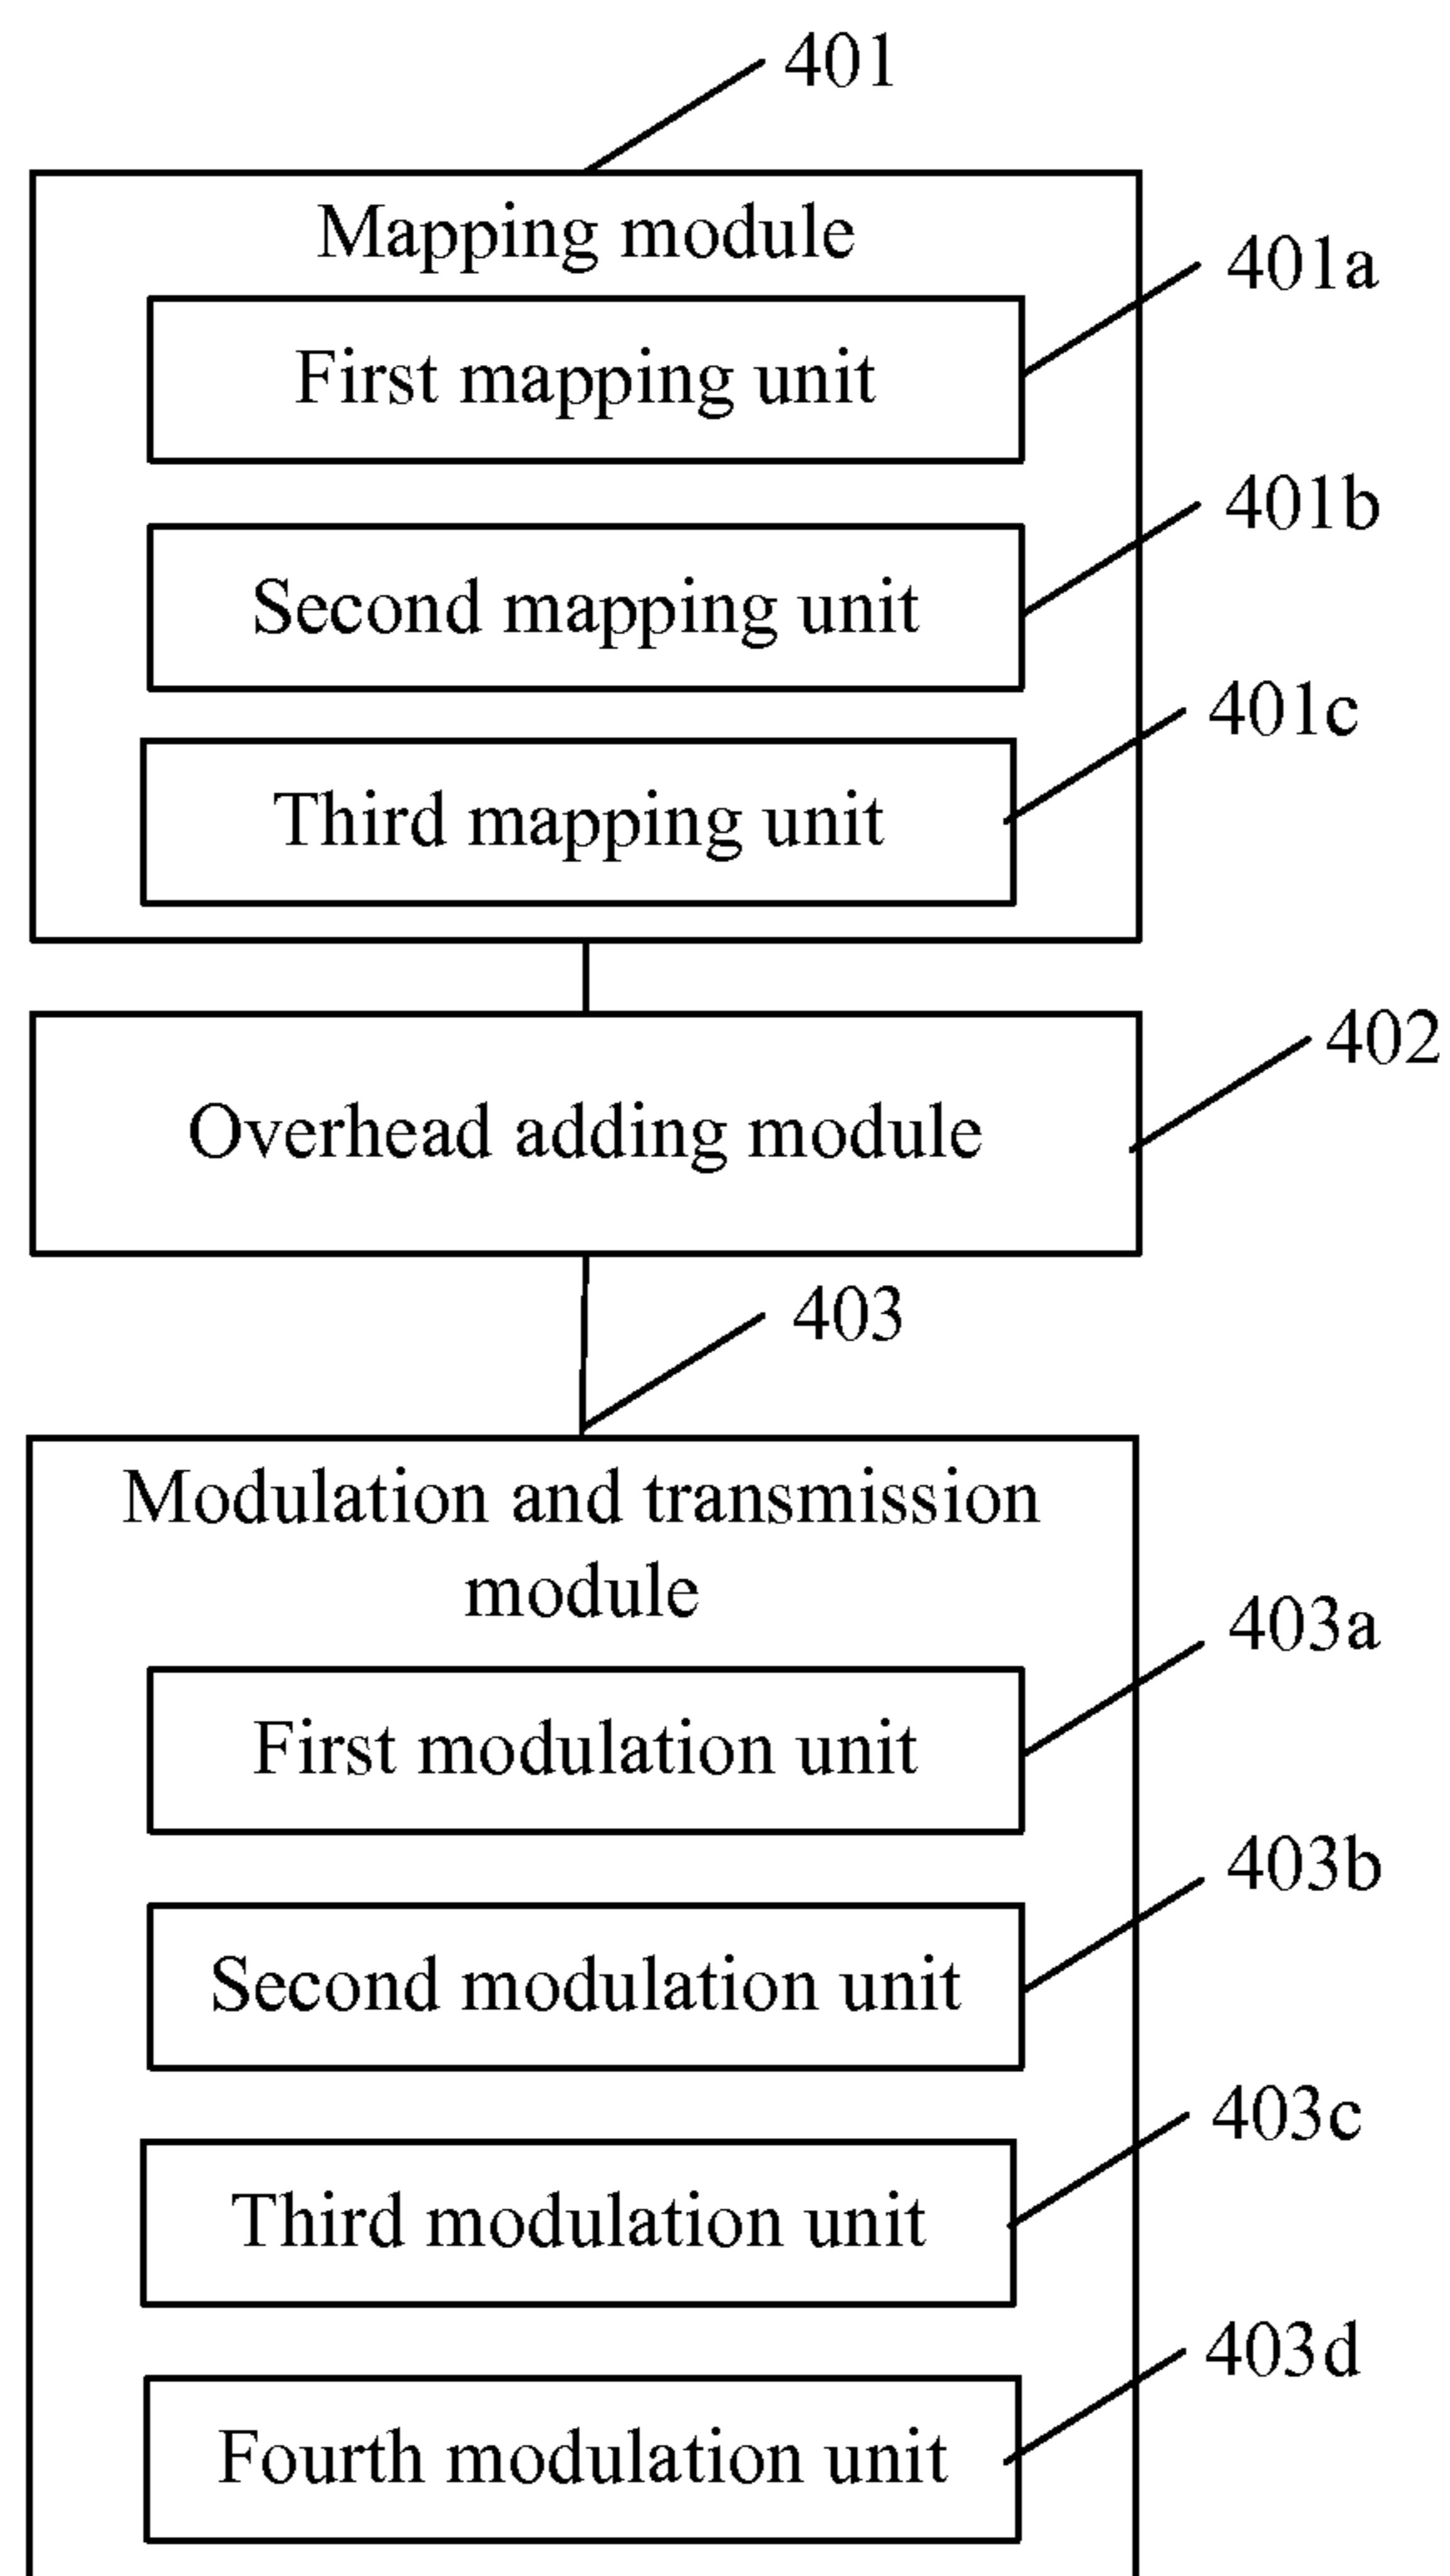 401
Mapping module
401a
First mapping unit
401b
Second mapping unit
401c
Third mapping unit
402
Overhead adding module
403
Modulation and transmission
module
403a
First modulation unit
403b
Second modulation unit
403c
Third modulation unit
403d
Fourth modulation unit